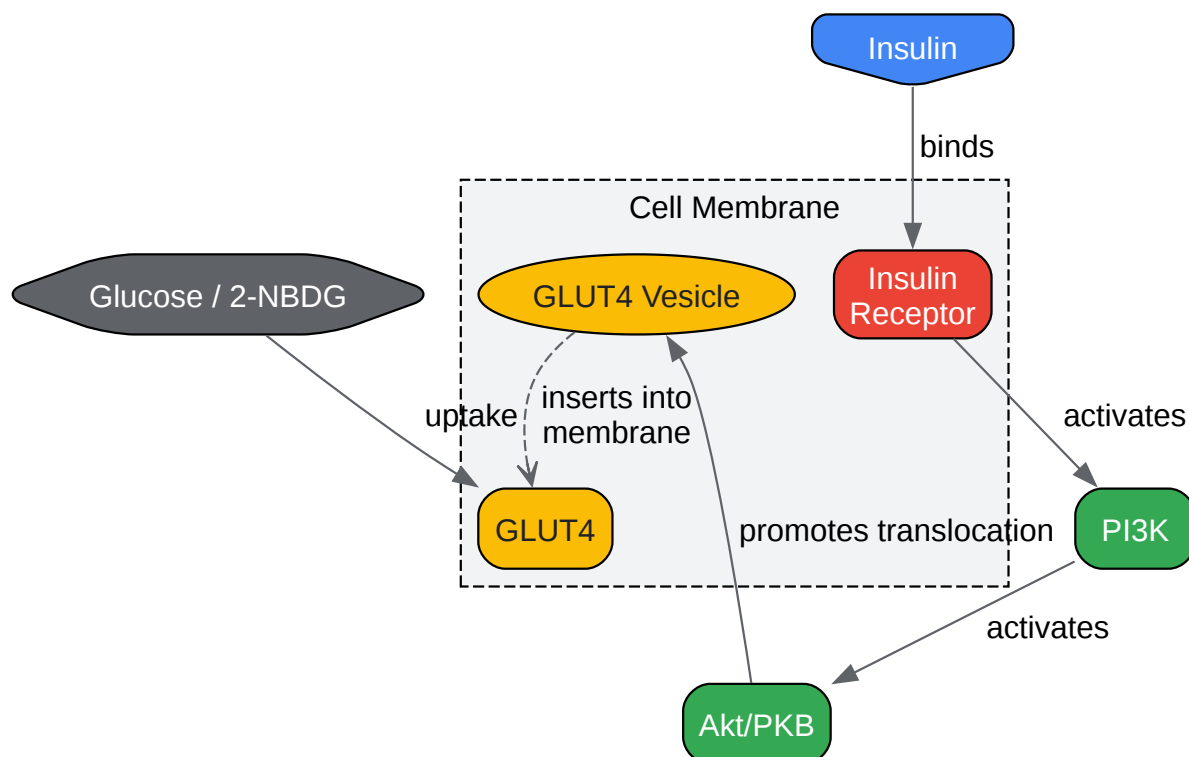 Insulin
binds
Cell Membrane
Glucose / 2-NBDG
GLUT4 Vesicle
Insulin
Receptor
uptake
inserts into
membrane
activates
GLUT4
promotes translocation
PI3K
activates
Akt/PKB